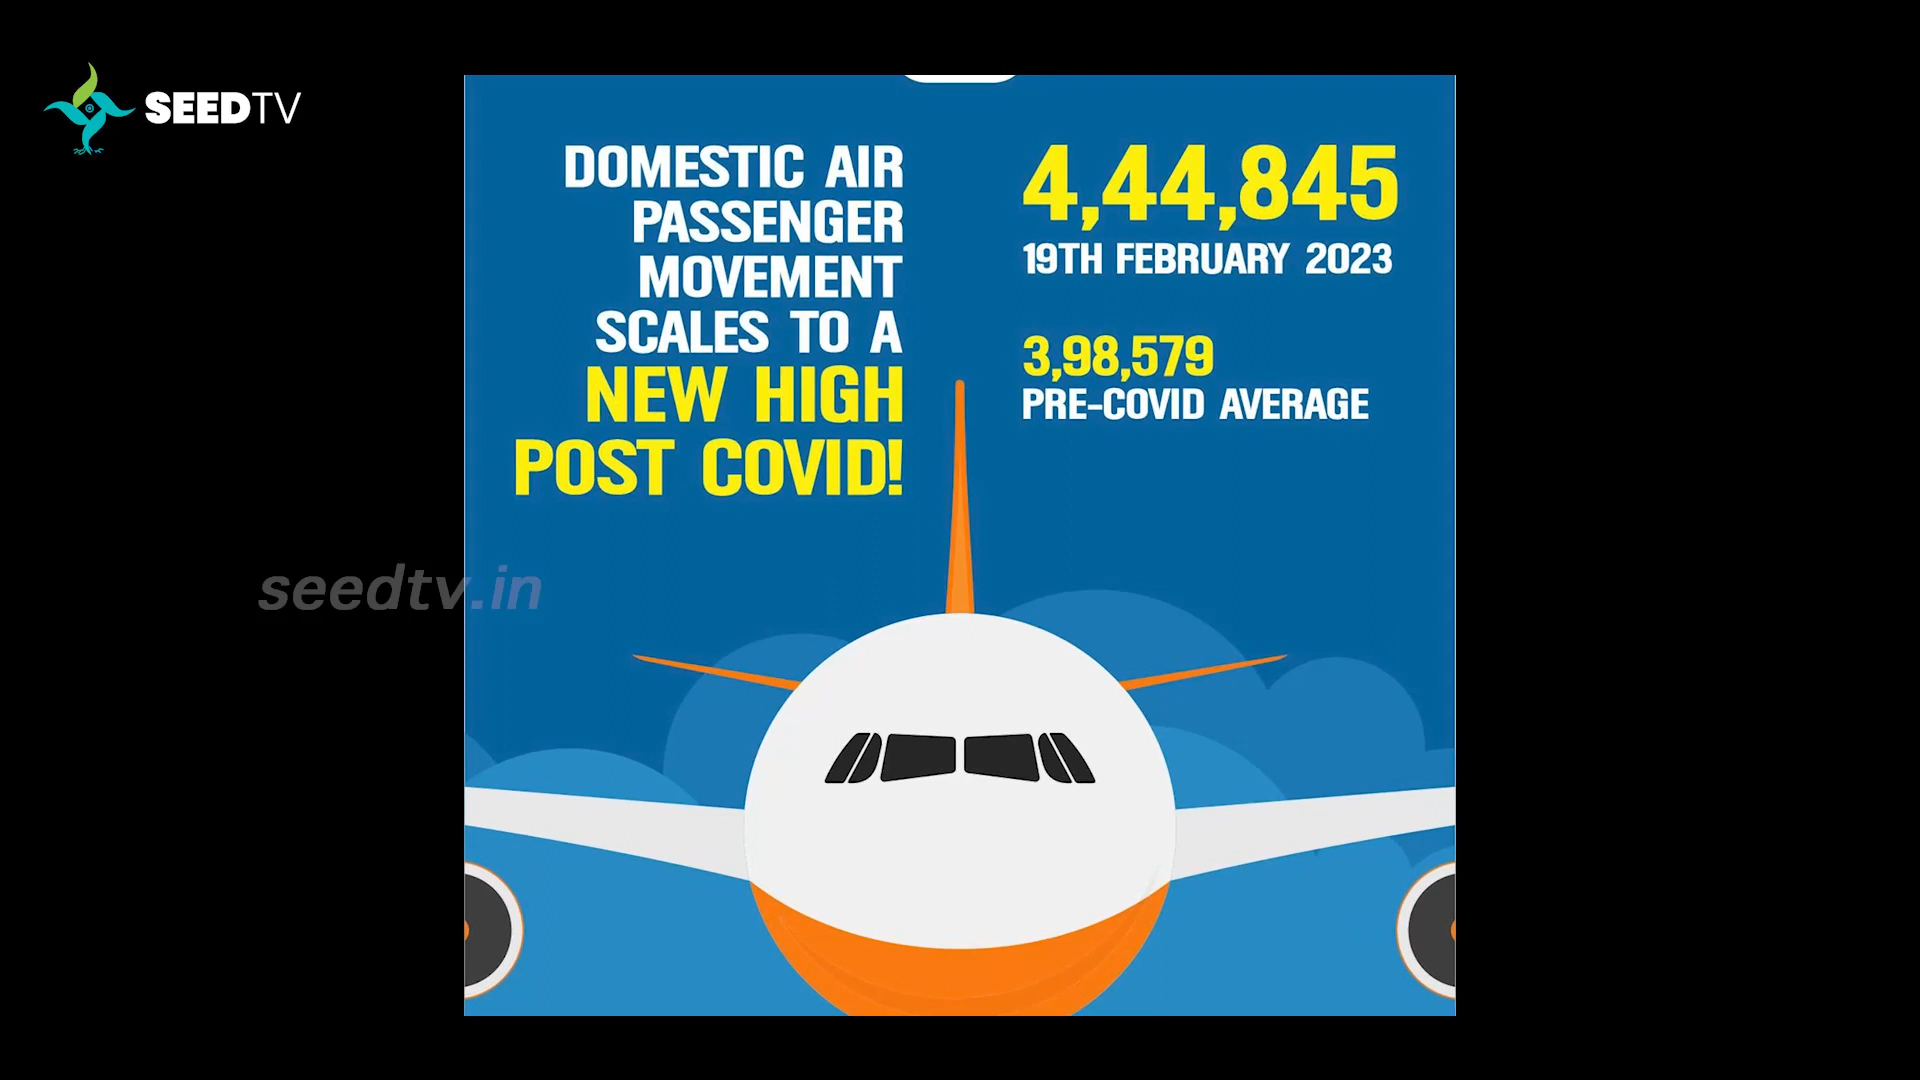 SEEDTV
DOMESTIC AIR
PASSENGER
MOVEMENT
SCALES TO A
NEW HIGH
POST COVID!
4,44,845
19TH FEBRUARY 2023
3,98,579
PRE-COVID AVERAGE
seedtv.in